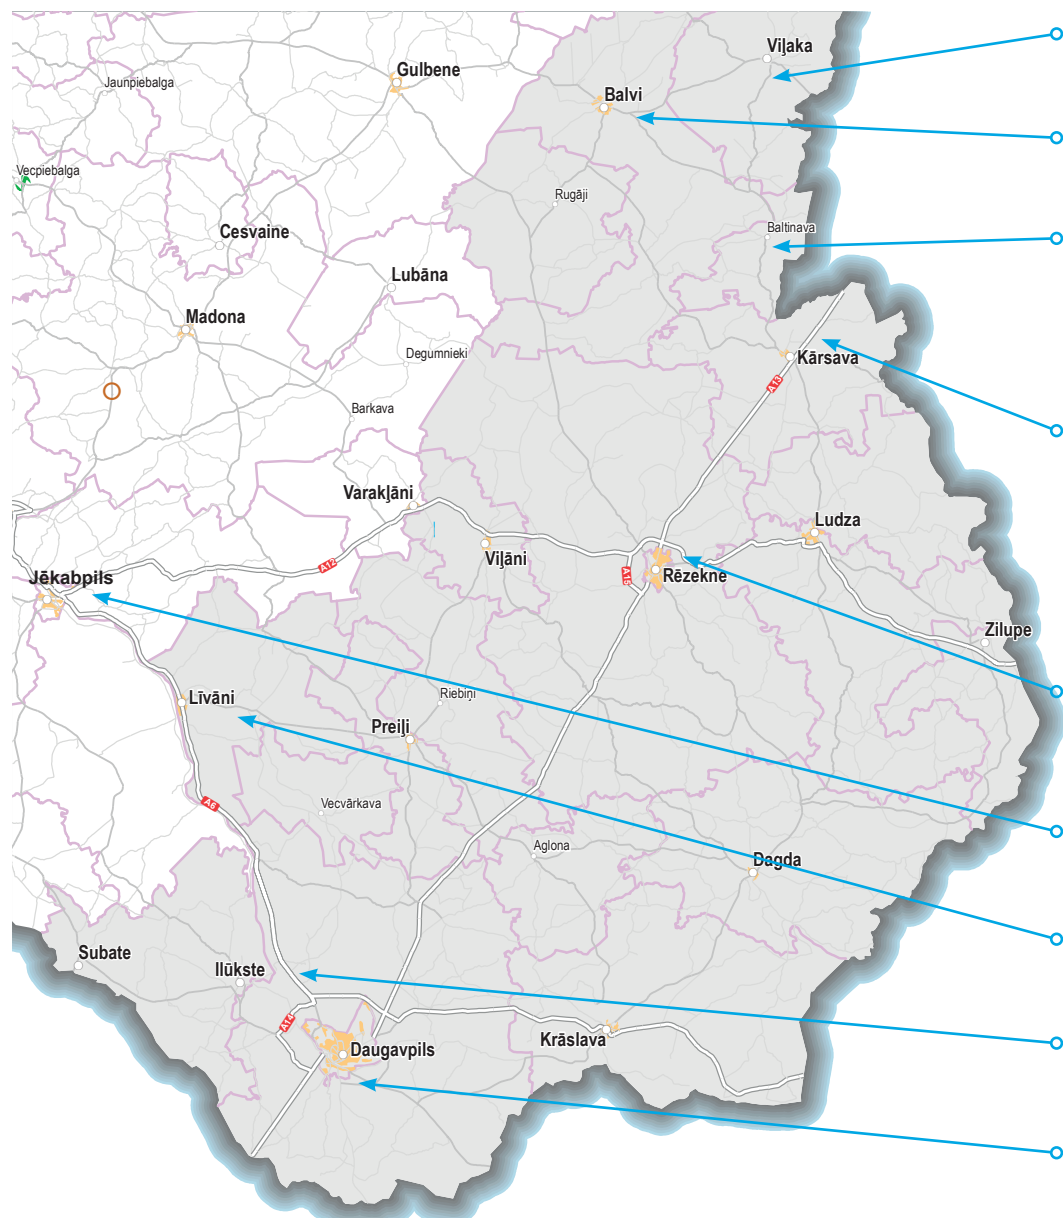 Viļaka
Gulbene
Jaunpiebalga
Balvi
Vecpiebalga
Rugāji
Cesvaine
Baltinava
Lubāna
Madona
Degumnieki
Kārsava
A13
Barkava
Varakļāni
Ludza
Viļāni
A12
Jēkabpils
A15
Rēzekne
Zilupe
Līvāni
Riebiņi
Preiļi
A6
Vecvārkava
Aglona
Dagda
Subate
Ilūkste
A14
Krāslava
Daugavpils